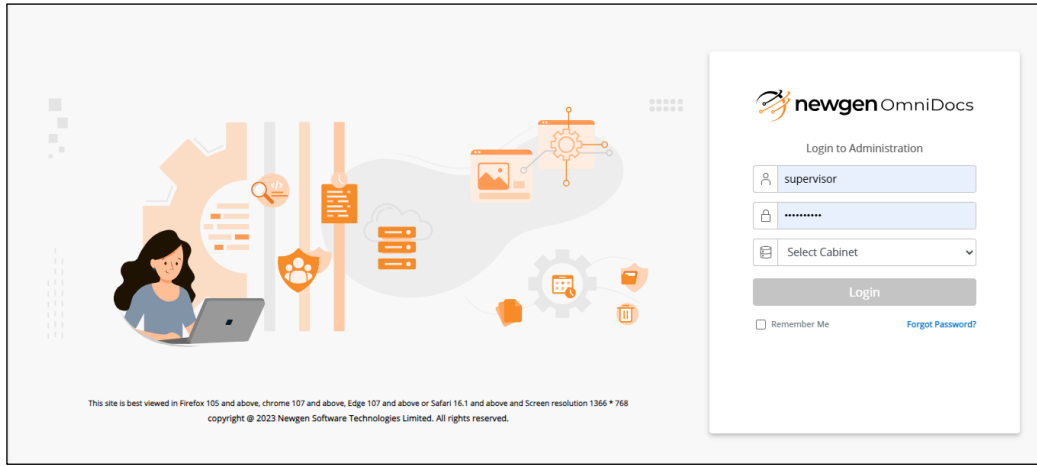 newgen OmniDocs
Login to Administration
supervisor
••••••••••
Select Cabinet
Login
Remember Me Forgot Password?
This site is best viewed in Firefox 105 and above, chrome 107 and above, Edge 107 and above or Safari 16.1 and above and Screen resolution 1366 * 768
copyright @ 2023 Newgen Software Technologies Limited. All rights reserved.